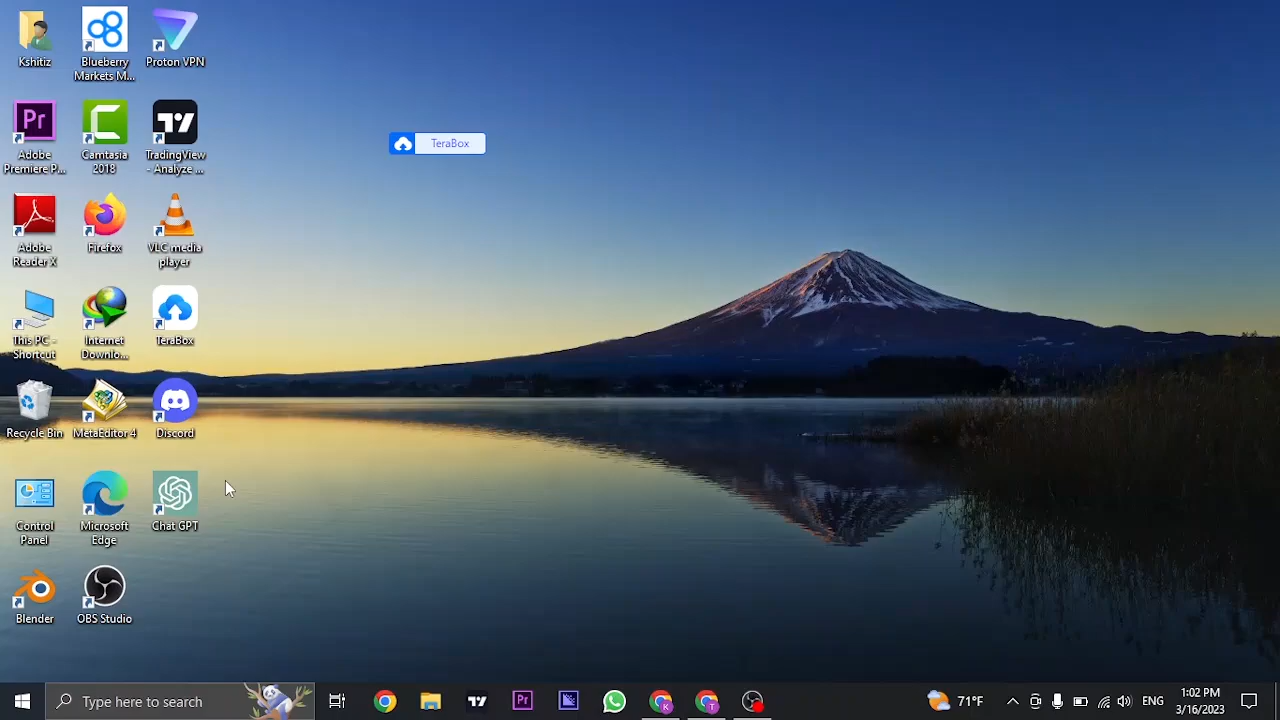 Kshitiz
Blueberry
Markets M...
Proton VPN
Pr
Adobe
Premiere P...
Camtasia
2018
TradingView
- Analyze ...
Adobe
Reader X
Firefox
VLC media
player
This PC -
Shortcut
Internet
Downlo...
TeraBox
Recycle Bin
MetaEditor 4
Discord
Control
Panel
Microsoft
Edge
Chat GPT
Blender
OBS Studio
TeraBox
Type here to search
Pr
K
T
71°F
ENG
1:02 PM
3/16/2023